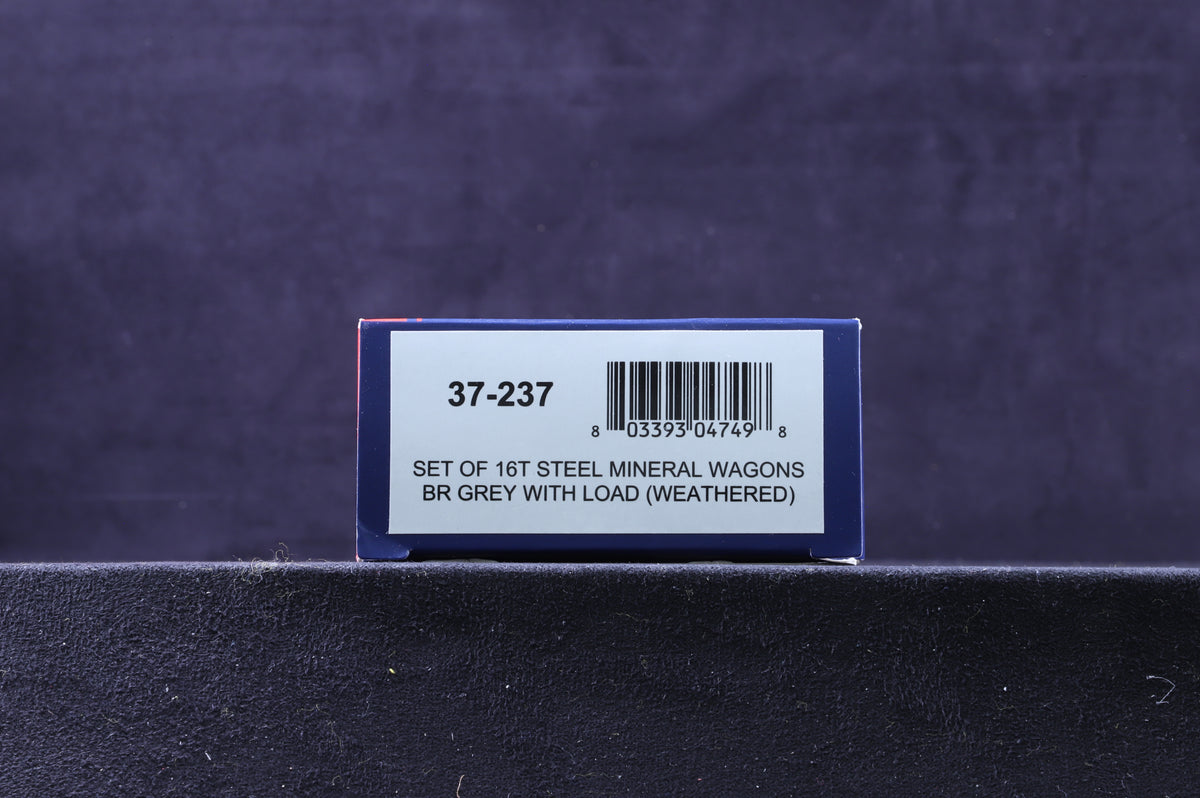 37-237
8 03393 04749 8
SET OF 16T STEEL MINERAL WAGONS
BR GREY WITH LOAD (WEATHERED)